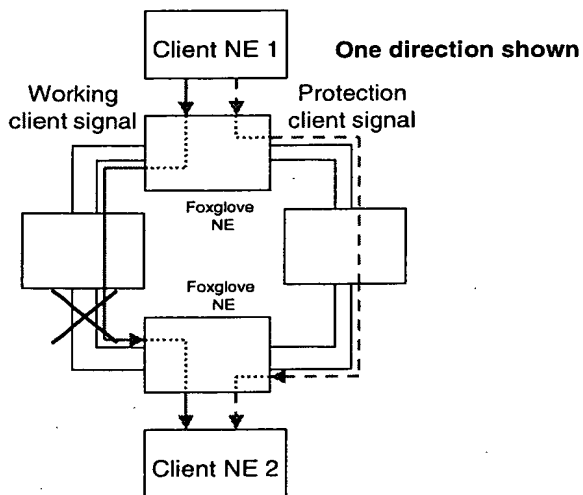 Client NE 1
One direction shown
Working
client signal
Protection
client signal
Foxglove
NE
Foxglove
NE
Client NE 2